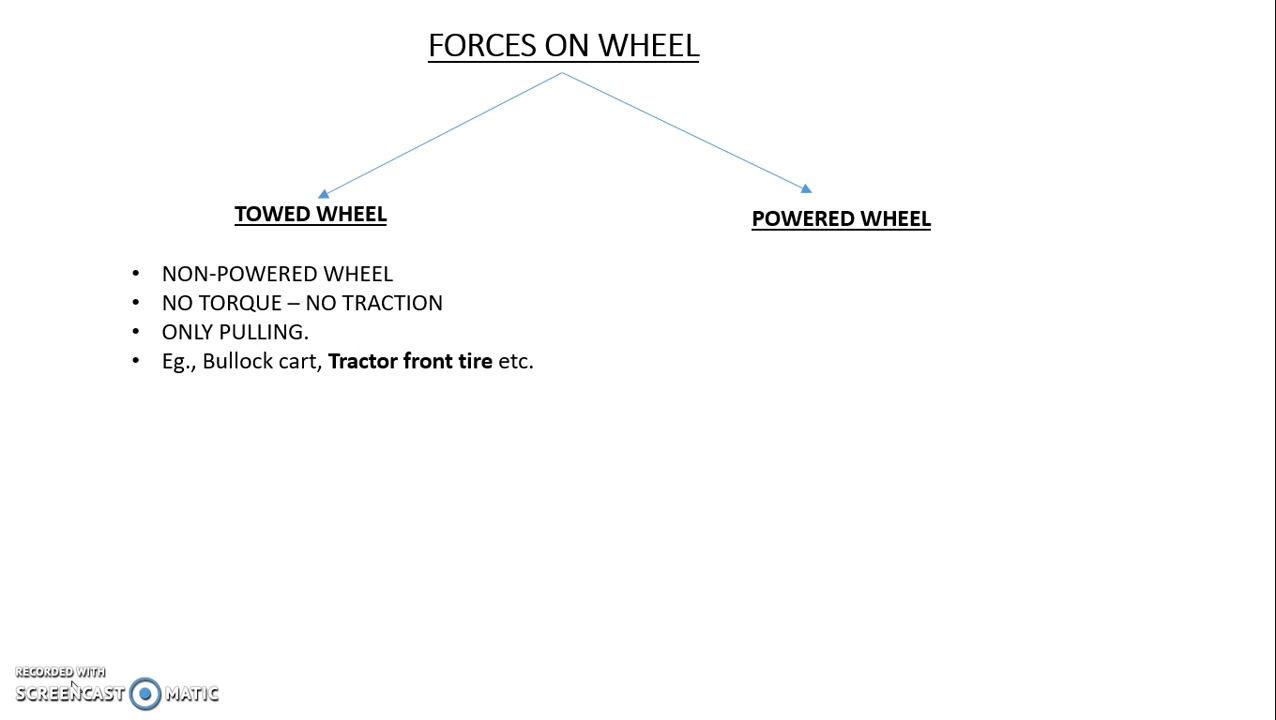 FORCES ON WHEEL
TOWED WHEEL
POWERED WHEEL
• NON-POWERED WHEEL
• NO TORQUE – NO TRACTION
• ONLY PULLING.
• Eg., Bullock cart, Tractor front tire etc.
RECORDED WITH
SCREENCAST MATIC